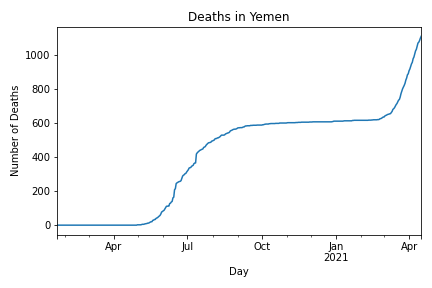 Deaths in Yemen
Number of Deaths
1000
800
600
400
200
0
Apr
Jul
Oct
Jan
2021
Apr
Day